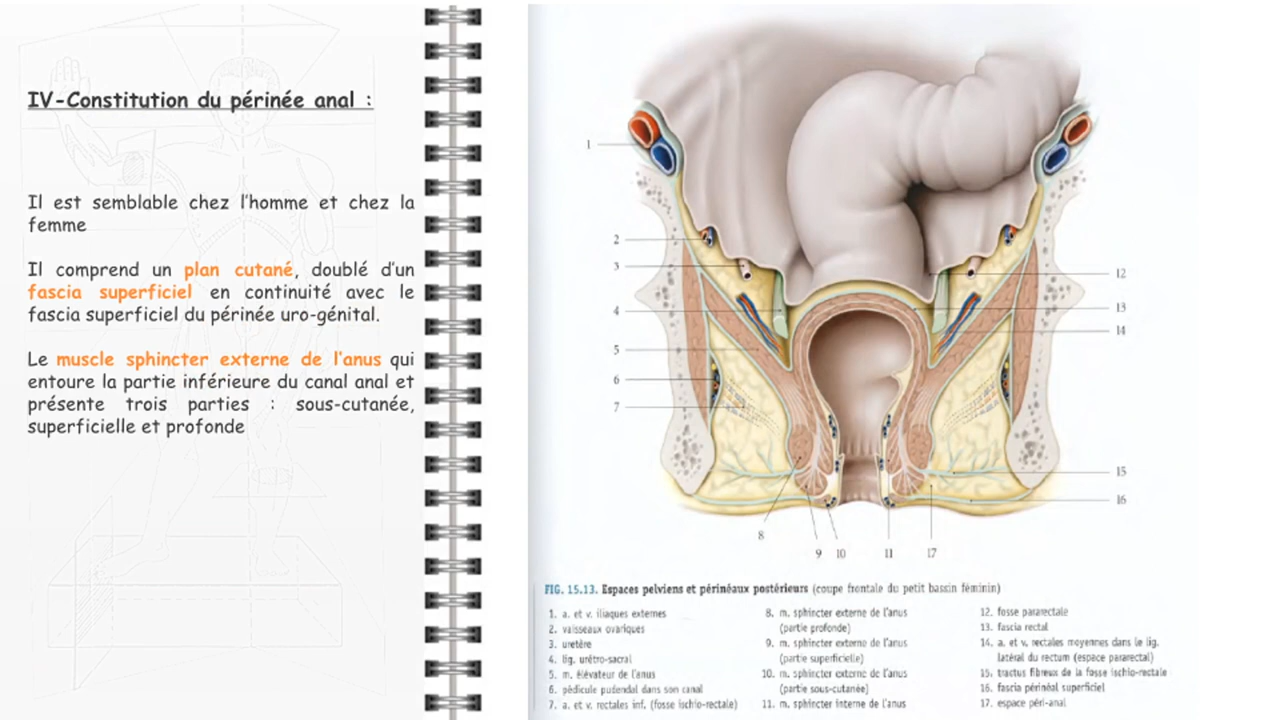 IV-Constitution du périnée anal :
Il est semblable chez l'homme et chez la
femme
Il comprend un plan cutané, doublé d'un
fascia superficiel en continuité avec le
fascia superficiel du périnée uro-génital.
Le muscle sphincter externe de l'anus qui
entoure la partie inférieure du canal anal et
présente trois parties : sous-cutanée,
superficielle et profonde
1
2
3
4
5
6
7
8
9
10
11
17
12
13
14
15
16
FIG. 15.13. Espaces pelviens et périnéaux postérieurs (coupe frontale du petit bassin féminin)
1. a. et v. iliaques externes
2. vaisseaux ovariques
3. uretère
4. lig. urétro-sacral
5. m. élévateur de l'anus
6. pédicule pudendal dans son canal
7. a. et v. rectales inf. (fosse ischio-rectale)
8. m. sphincter externe de l'anus
(partie profonde)
9. m. sphincter externe de l'anus
(partie superficielle)
10. m. sphincter externe de l'anus
(partie sous-cutanée)
11. m. sphincter interne de l'anus
12. fosse pararectale
13. fascia rectal
14. a. et v. rectales moyennes dans le lig.
latéral du rectum (espace pararectal)
15. tractus fibreux de la fosse ischio-rectale
16. fascia périnéal superficiel
17. espace péri-anal